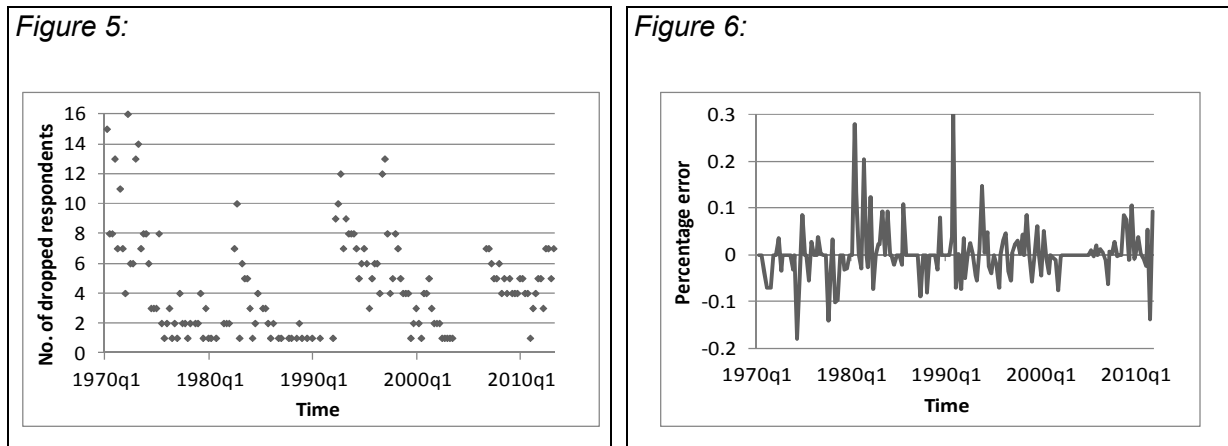 Figure 5:
No. of dropped respondents
16
14
12
10
8
6
4
2
0
1970q1 1980q1 1990q1 2000q1 2010q1
Time
Figure 6:
Percentage error
0.3
0.2
0.1
0
-0.1
-0.2
1970q1 1980q1 1990q1 2000q1 2010q1
Time